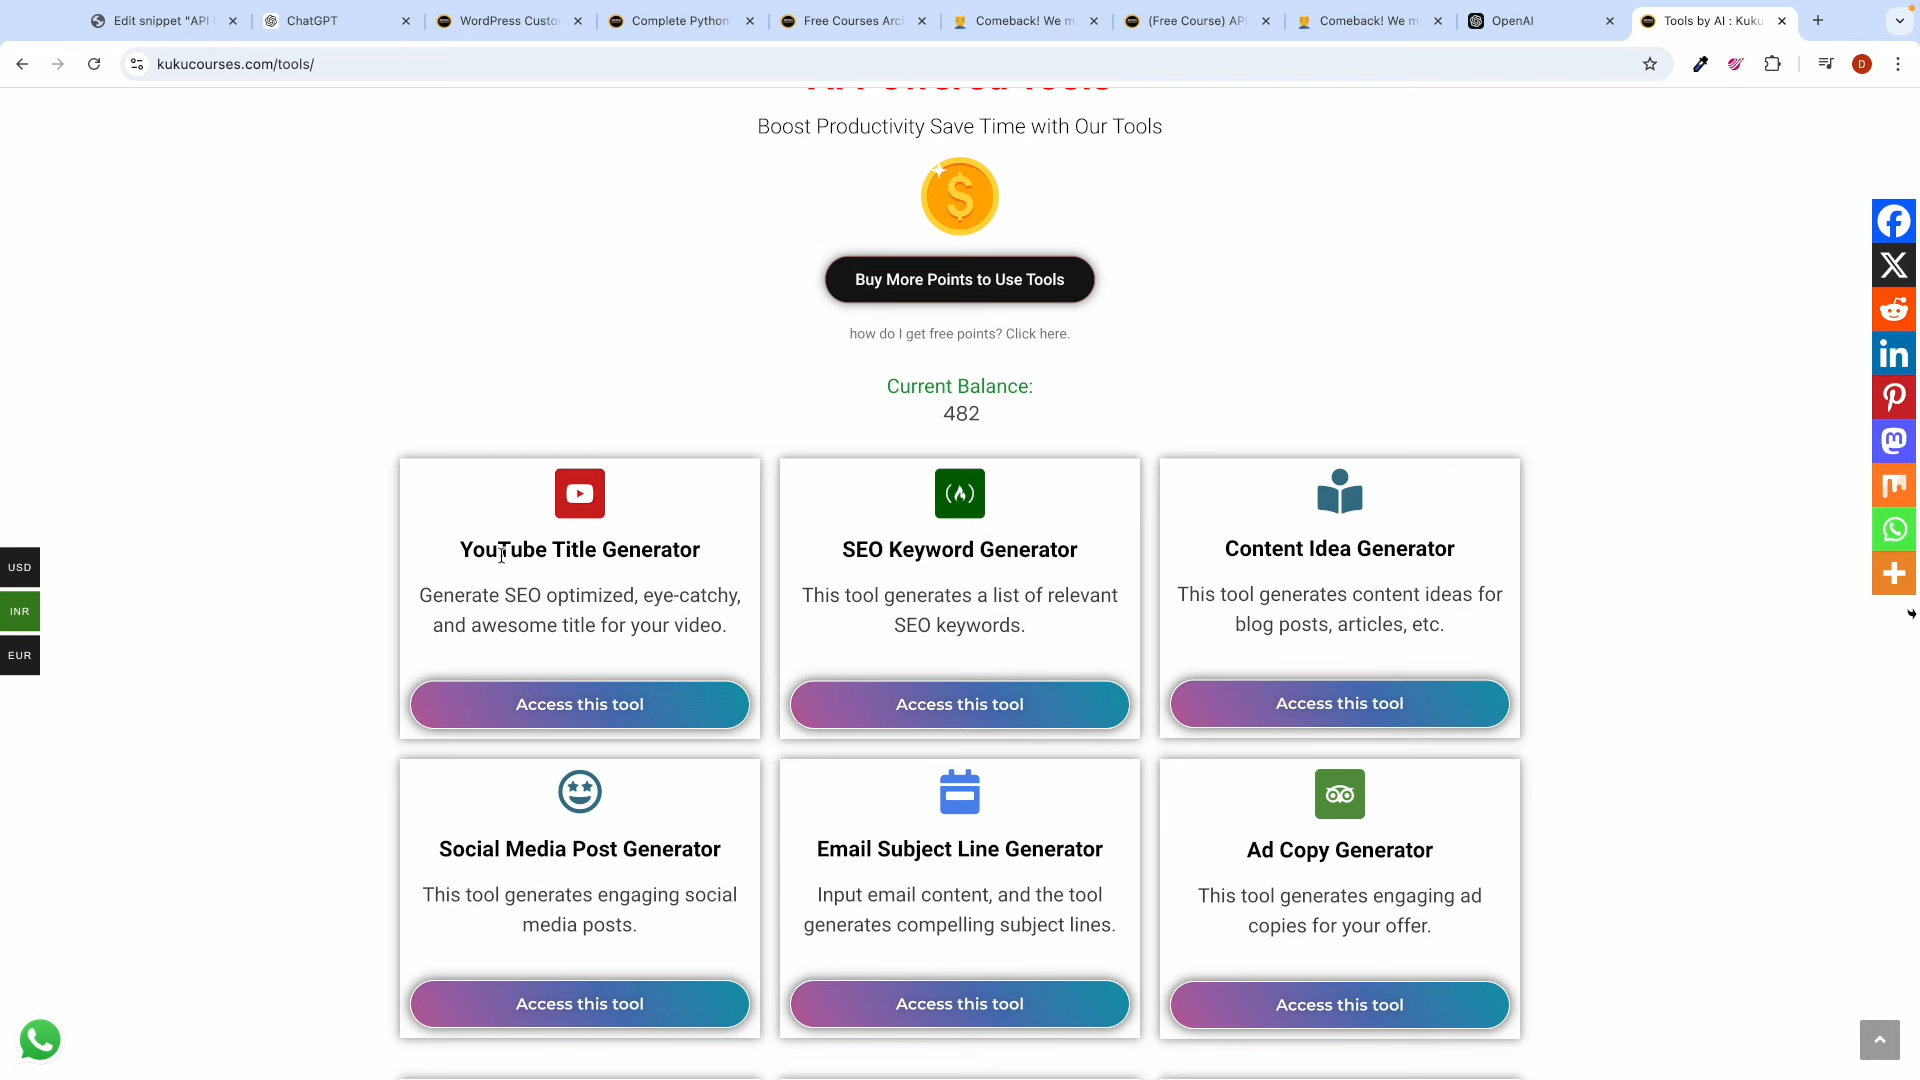 Edit snippet "API
ChatGPT
WordPress Custo
Complete Python
Free Courses Arc
Comeback! We m
(Free Course) API
Comeback! We m
OpenAI
Tools by AI : Kuku
kukucourses.com/tools/
D
Boost Productivity Save Time with Our Tools
$
Buy More Points to Use Tools
how do I get free points? Click here.
Current Balance:
482
YouTube Title Generator
Generate SEO optimized, eye-catchy,
and awesome title for your video.
Access this tool
SEO Keyword Generator
This tool generates a list of relevant
SEO keywords.
Access this tool
Content Idea Generator
This tool generates content ideas for
blog posts, articles, etc.
Access this tool
Social Media Post Generator
This tool generates engaging social
media posts.
Access this tool
Email Subject Line Generator
Input email content, and the tool
generates compelling subject lines.
Access this tool
Ad Copy Generator
This tool generates engaging ad
copies for your offer.
Access this tool
USD
INR
EUR